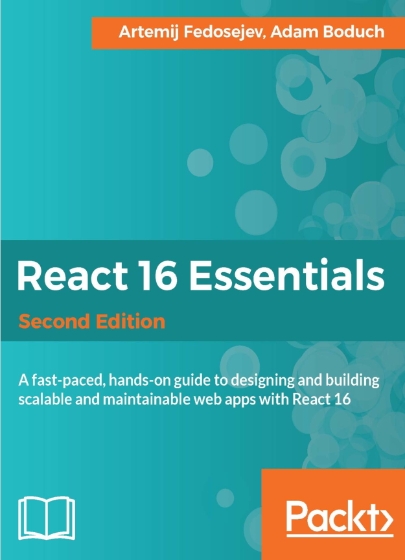 Artemij Fedosejev, Adam Boduch
React 16 Essentials
Second Edition
A fast-paced, hands-on guide to designing and building
scalable and maintainable web apps with React 16
Packt>